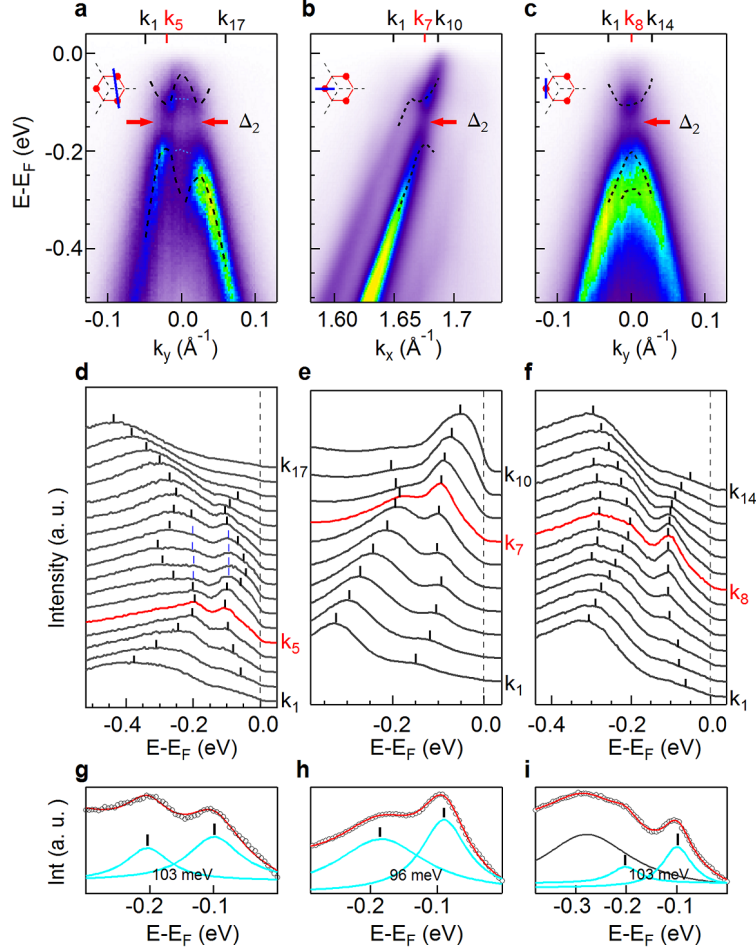 a
k1 k5 k17
b
k1 k7 k10
c
k1 k8 k14
0.0
-0.2
-0.4
E-EF (eV)
Δ2
Δ2
Δ2
-0.1 0.0 0.1
ky (Å-1)
1.60 1.65 1.7
kx (Å-1)
-0.1 0.0 0.1
ky (Å-1)
d
e
f
Intensity (a. u.)
k17
k5
k1
k10
k7
k1
k14
k8
k1
-0.4 -0.2 0.0
E-EF (eV)
-0.2 0.0
E-EF (eV)
-0.4 -0.2 0.0
E-EF (eV)
g
h
i
Int (a. u.)
103 meV
96 meV
103 meV
-0.2 -0.1 0.0
E-EF (eV)
-0.2 -0.1 0.0
E-EF (eV)
-0.3 -0.2 -0.1 0.0
E-EF (eV)